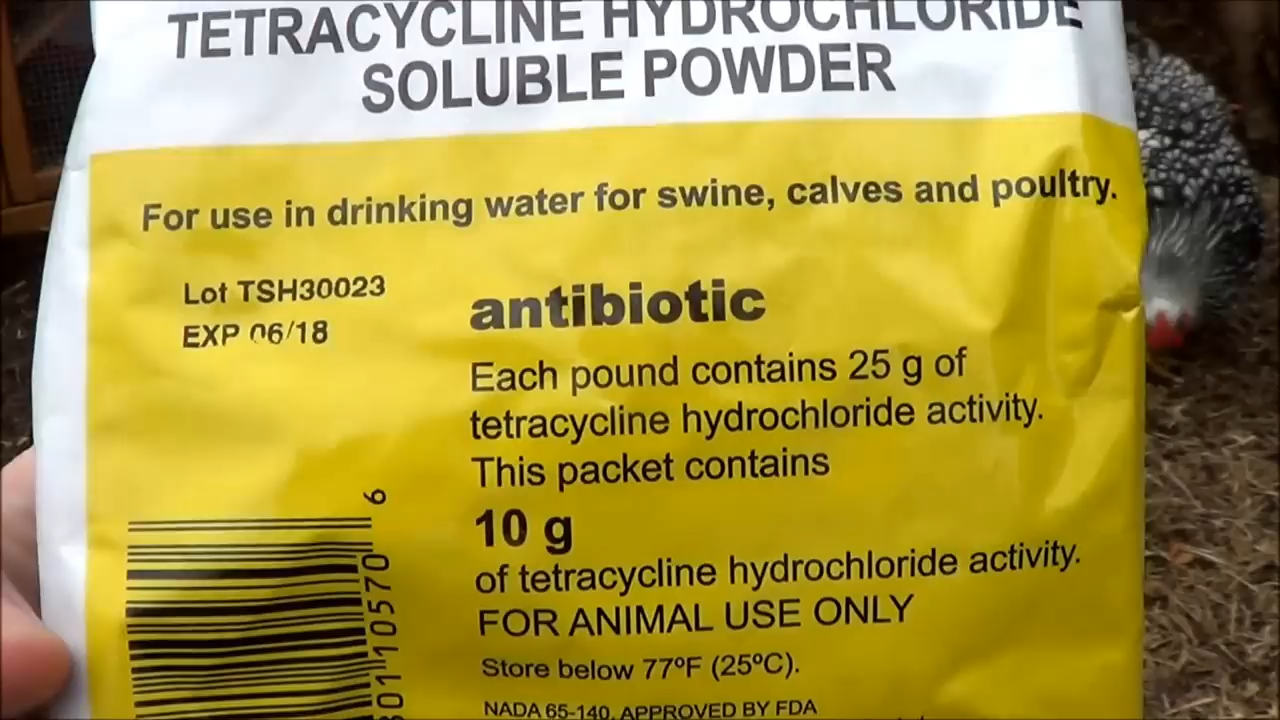 TETRACYCLINE HYDROCHLORIDE
SOLUBLE POWDER
For use in drinking water for swine, calves and poultry.
Lot TSH30023
EXP 06/18
antibiotic
Each pound contains 25 g of
tetracycline hydrochloride activity.
This packet contains
10 g
of tetracycline hydrochloride activity.
FOR ANIMAL USE ONLY
Store below 77ºF (25ºC).
NADA 65-140, APPROVED BY FDA
01110570 6